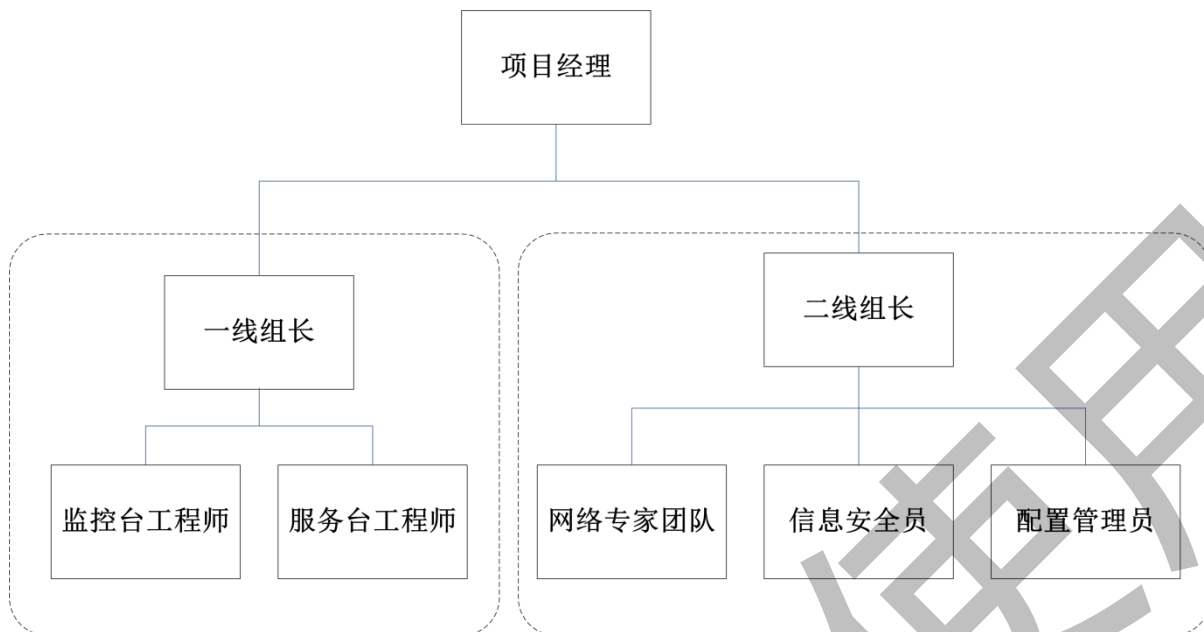 项目经理
一线组长
二线组长
监控台工程师
服务台工程师
网络专家团队
信息安全员
配置管理员
使用